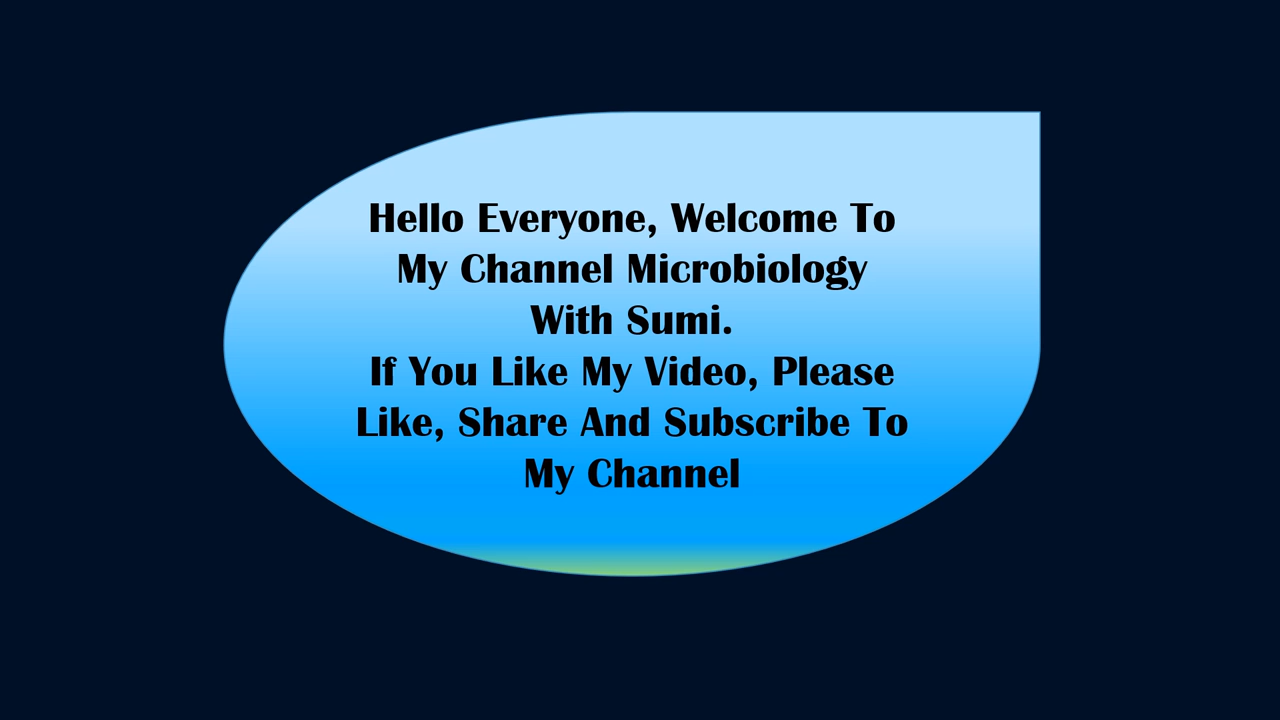 Hello Everyone, Welcome To
My Channel Microbiology
With Sumi.
If You Like My Video, Please
Like, Share And Subscribe To
My Channel